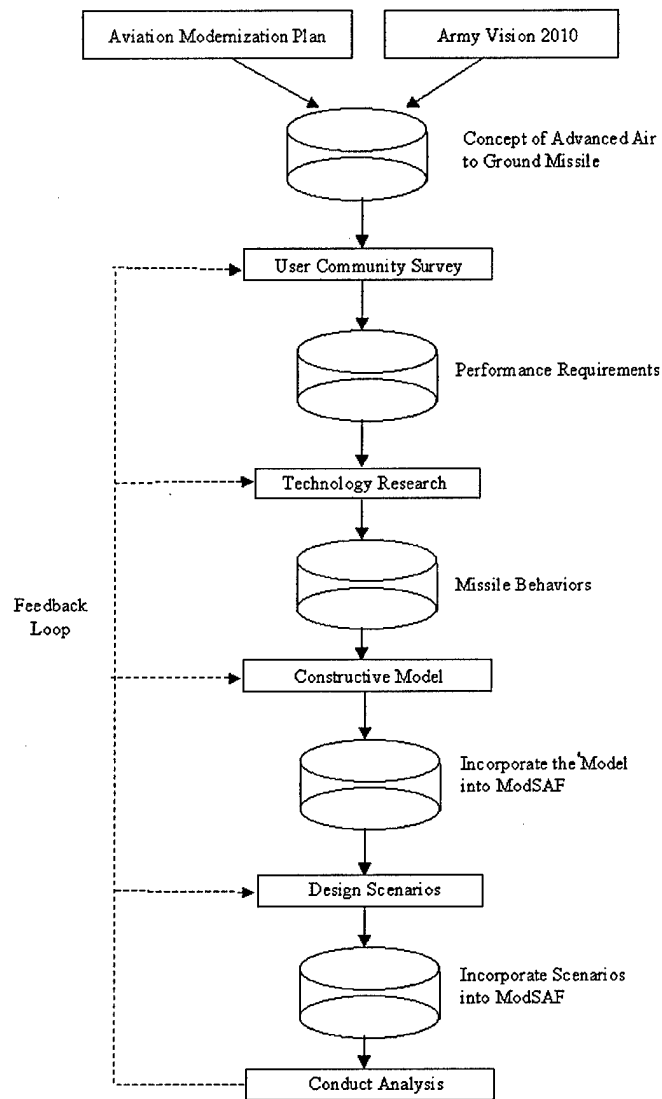 Aviation Modernization Plan
Army Vision 2010
Concept of Advanced Air
to Ground Missile
User Community Survey
Performance Requirements
Technology Research
Missile Behaviors
Feedback
Loop
Constructive Model
Incorporate the Model
into ModSAF
Design Scenarios
Incorporate Scenarios
into ModSAF
Conduct Analysis